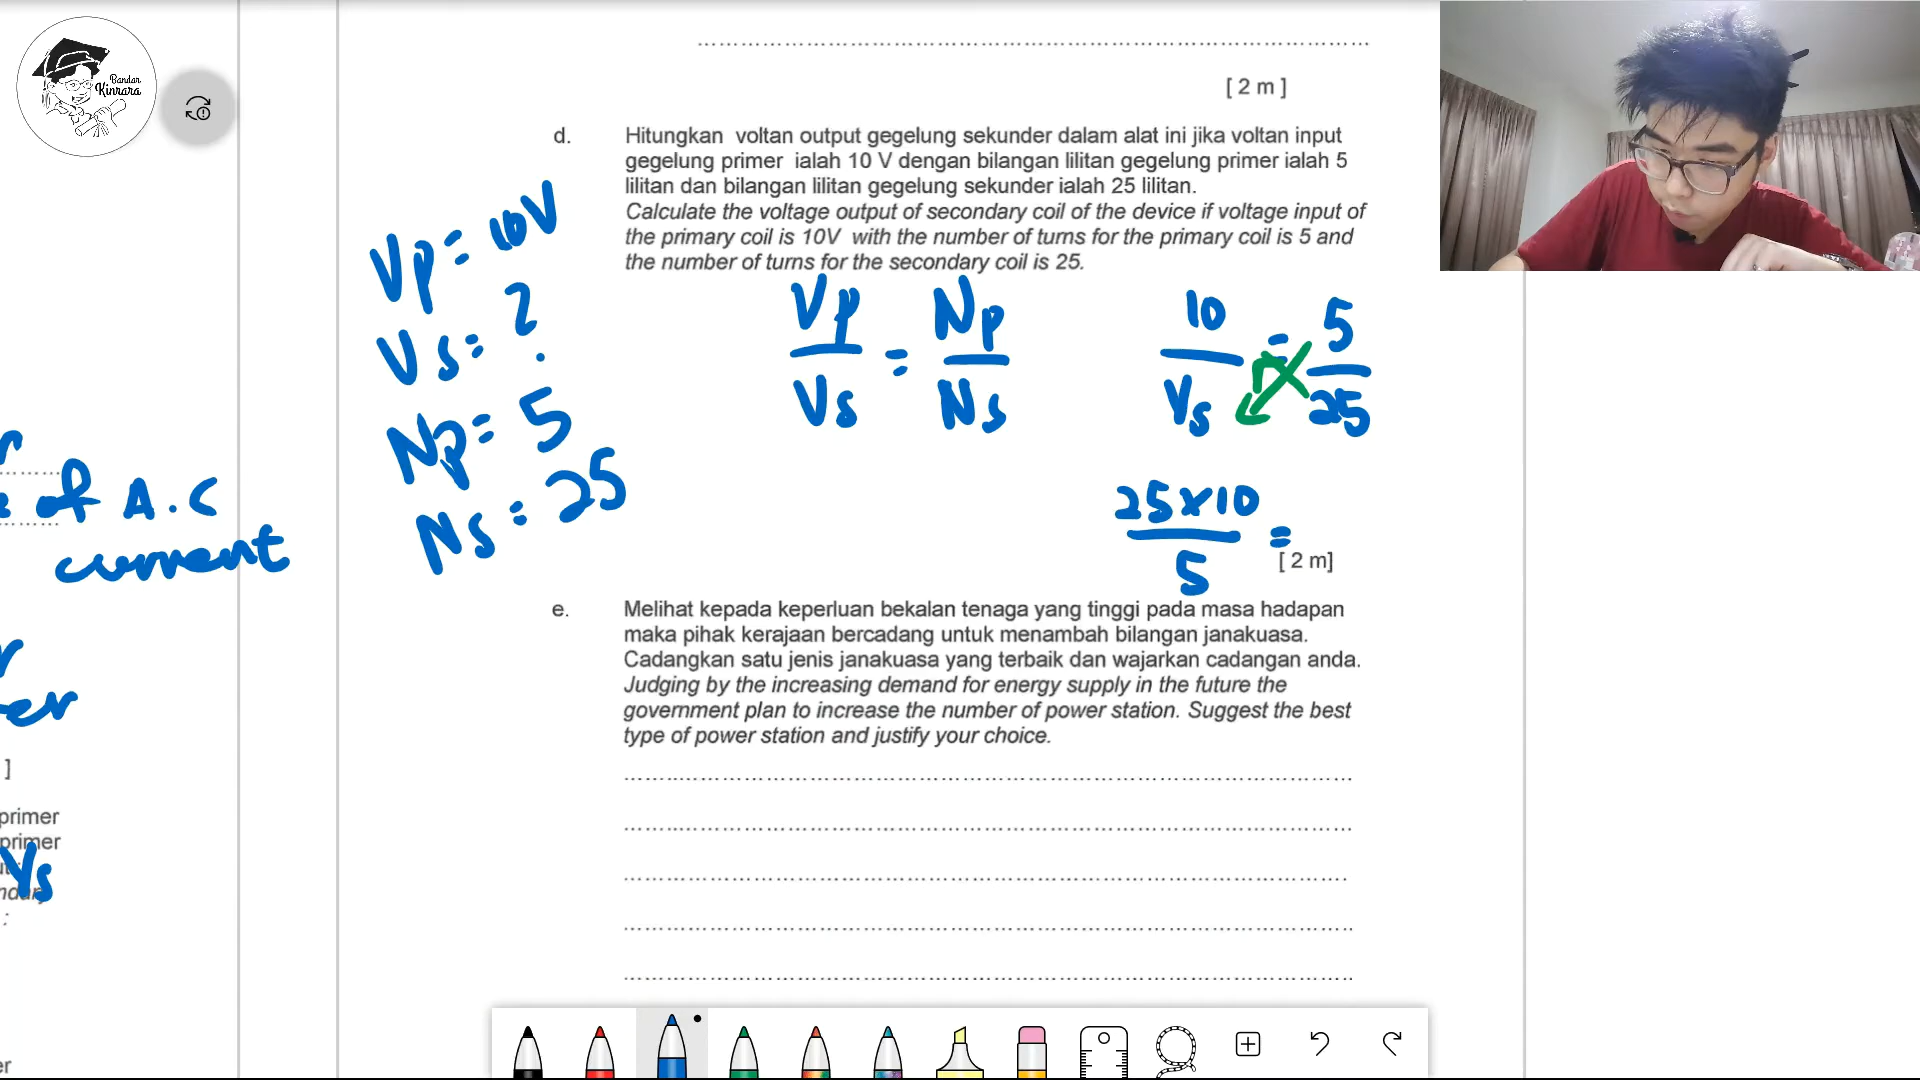 Bandar
Kinrara
[ 2 m ]
d. Hitungkan voltan output gegelung sekunder dalam alat ini jika voltan input
gegelung primer ialah 10 V dengan bilangan lilitan gegelung primer ialah 5
lilitan dan bilangan lilitan gegelung sekunder ialah 25 lilitan.
Calculate the voltage output of secondary coil of the device if voltage input of
the primary coil is 10V with the number of turns for the primary coil is 5 and
the number of turns for the secondary coil is 25.
Vp = 10V
Vs = ?
Np = 5
Ns = 25
Vp/Vs = Np/Ns
10/Vs = 5/25
25x10/5 =
[ 2 m]
e. Melihat kepada keperluan bekalan tenaga yang tinggi pada masa hadapan
maka pihak kerajaan bercadang untuk menambah bilangan janakuasa.
Cadangkan satu jenis janakuasa yang terbaik dan wajarkan cadangan anda.
Judging by the increasing demand for energy supply in the future the
government plan to increase the number of power station. Suggest the best
type of power station and justify your choice.
of A.C
current
er
]
primer
primer
Vs
:
er